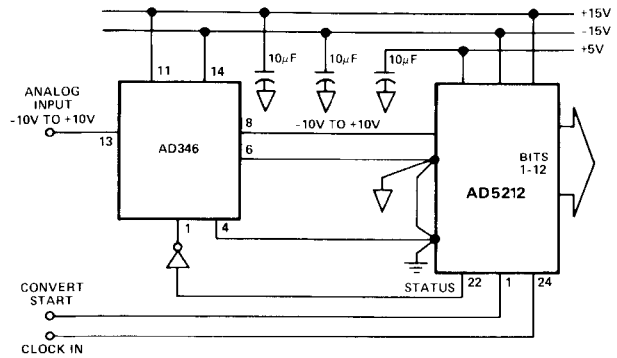 +15V
-15V
+5V
10μF
10μF
10μF
11
14
ANALOG
INPUT
-10V TO +10V
13
AD346
8
-10V TO +10V
6
BITS
1-12
AD5212
1
4
STATUS
22
1
24
CONVERT
START
CLOCK IN